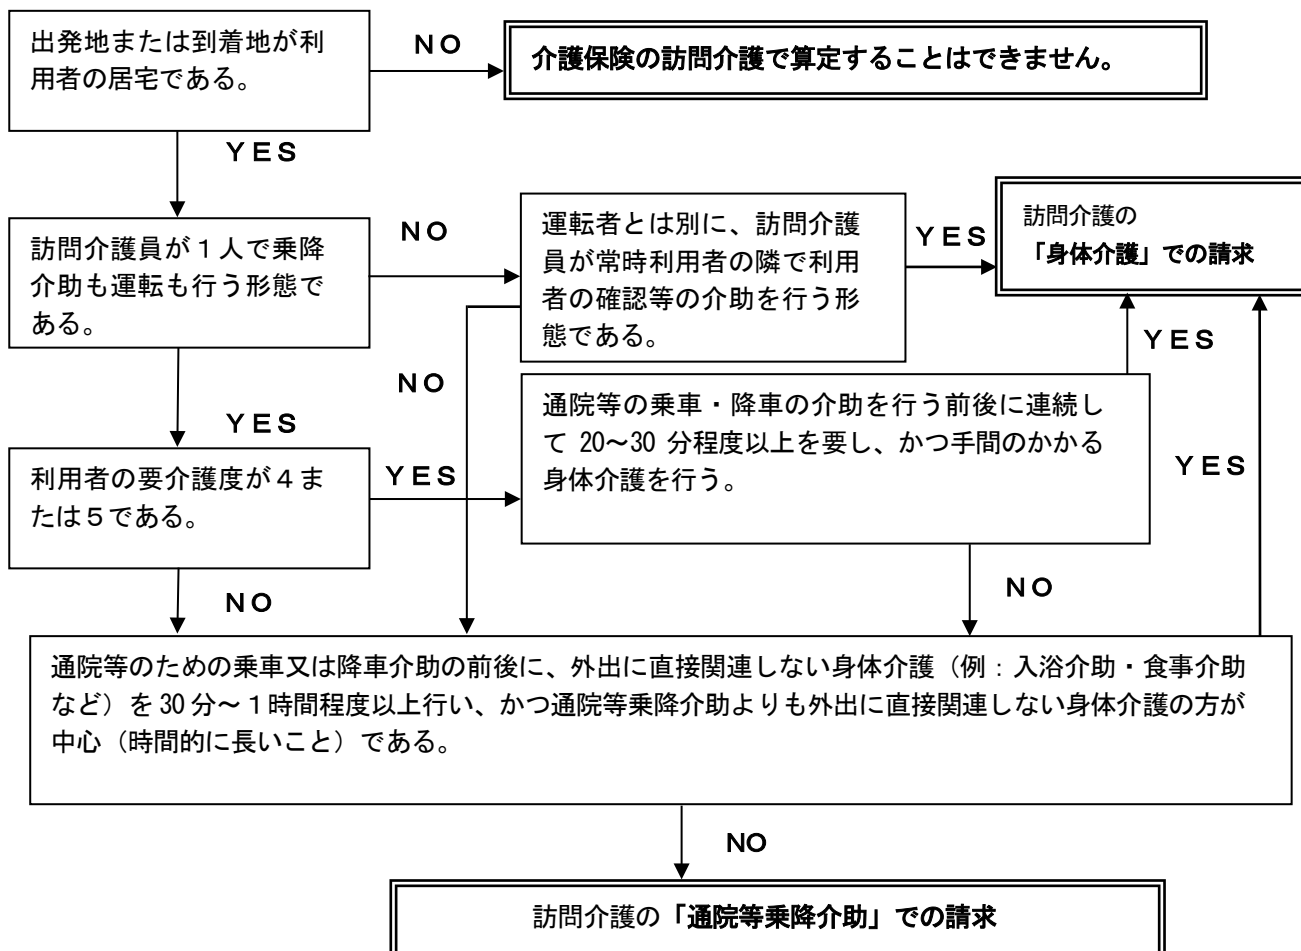 出発地または到着地が利
用者の居宅である。
NO
介護保険の訪問介護で算定することはできません。
YES
訪問介護員が1人で乗降
介助も運転も行う形態で
ある。
NO
運転者とは別に、訪問介護
員が常時利用者の隣で利用
者の確認等の介助を行う形
態である。
YES
訪問介護の
「身体介護」での請求
YES
NO
YES
利用者の要介護度が4ま
たは5である。
YES
通院等の乗車・降車の介助を行う前後に連続し
て 20~30 分程度以上を要し、かつ手間のかかる
身体介護を行う。
YES
NO
NO
通院等のための乗車又は降車介助の前後に、外出に直接関連しない身体介護(例:入浴介助・食事介助
など)を 30 分~1時間程度以上行い、かつ通院等乗降介助よりも外出に直接関連しない身体介護の方が
中心(時間的に長いこと)である。
NO
訪問介護の「通院等乗降介助」での請求